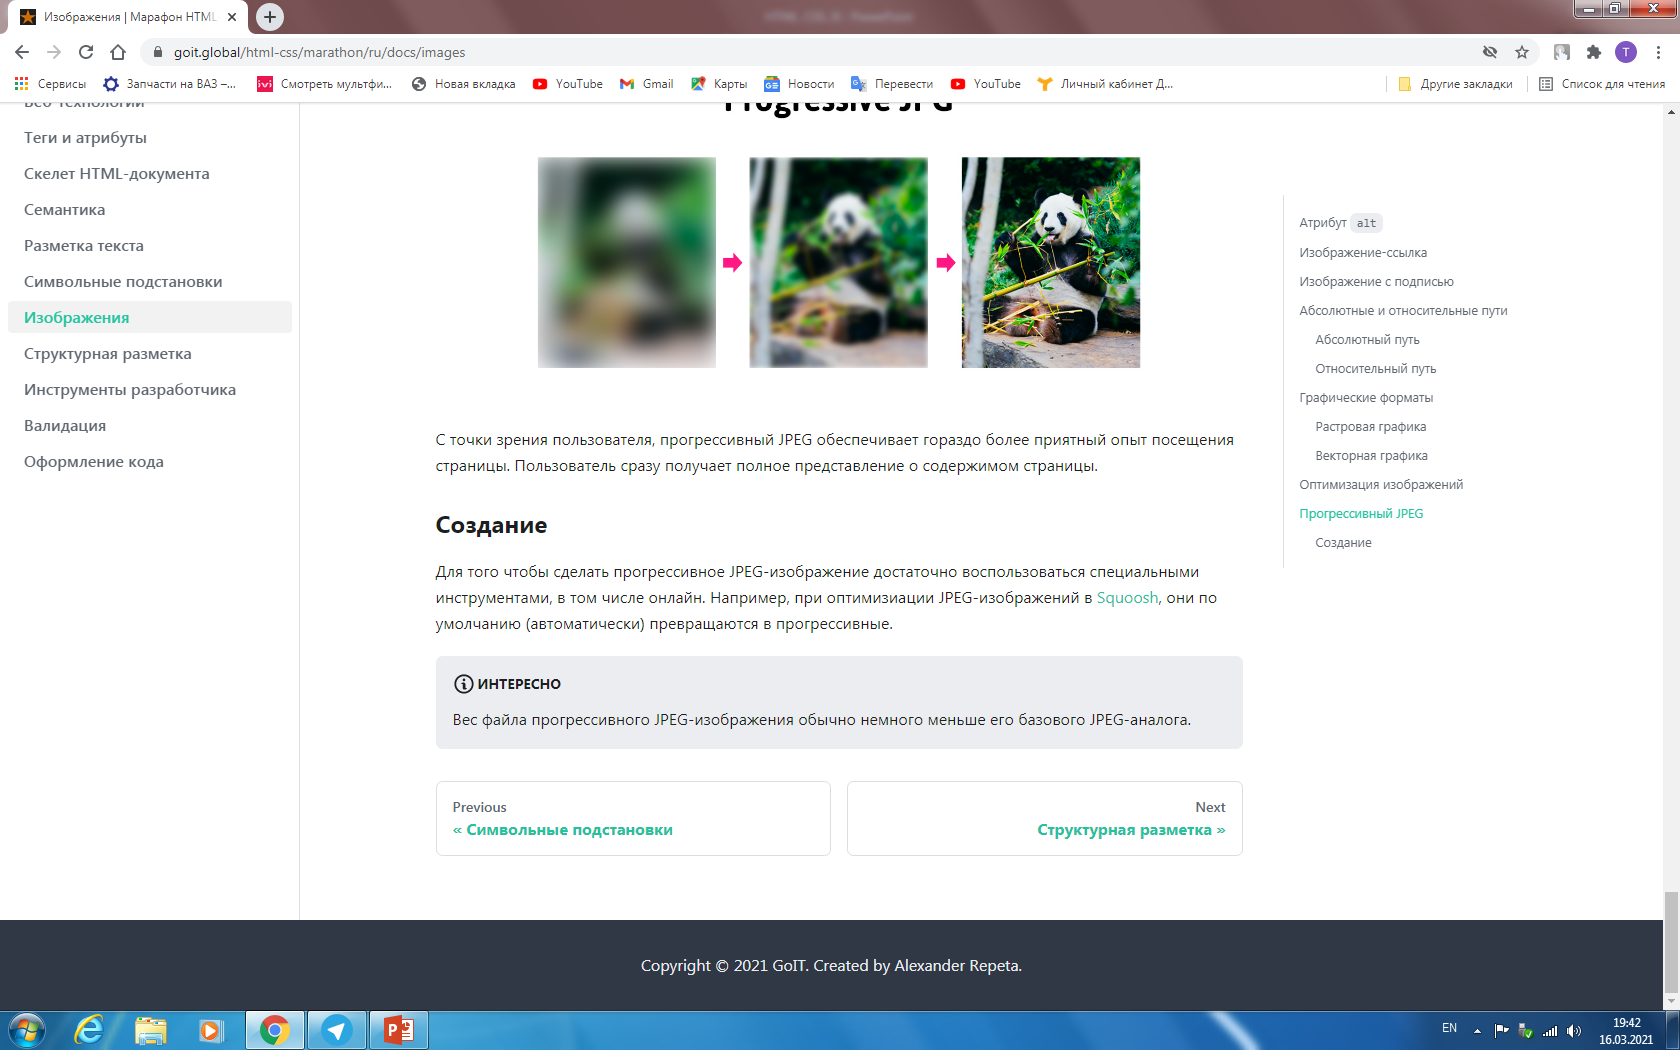 Изображения | Марафон HTML
goit.global/html-css/marathon/ru/docs/images
T
Сервисы
Запчасти на ВАЗ –...
ivi
Смотреть мультфи...
Новая вкладка
YouTube
Gmail
Карты
Новости
Перевести
YouTube
Личный кабинет Д...
Другие закладки
Список для чтения
Веб технологии
Теги и атрибуты
Скелет HTML-документа
Семантика
Разметка текста
Символьные подстановки
Изображения
Структурная разметка
Инструменты разработчика
Валидация
Оформление кода
Progressive JPG
С точки зрения пользователя, прогрессивный JPEG обеспечивает гораздо более приятный опыт посещения
страницы. Пользователь сразу получает полное представление о содержимом страницы.
Создание
Для того чтобы сделать прогрессивное JPEG-изображение достаточно воспользоваться специальными
инструментами, в том числе онлайн. Например, при оптимизиации JPEG-изображений в Squoosh, они по
умолчанию (автоматически) превращаются в прогрессивные.
ИНТЕРЕСНО
Вес файла прогрессивного JPEG-изображения обычно немного меньше его базового JPEG-аналога.
Previous
« Символьные подстановки
Next
Структурная разметка »
Атрибут alt
Изображение-ссылка
Изображение с подписью
Абсолютные и относительные пути
Абсолютный путь
Относительный путь
Графические форматы
Растровая графика
Векторная графика
Оптимизация изображений
Прогрессивный JPEG
Создание
Copyright © 2021 GoIT. Created by Alexander Repeta.
EN
19:42
16.03.2021